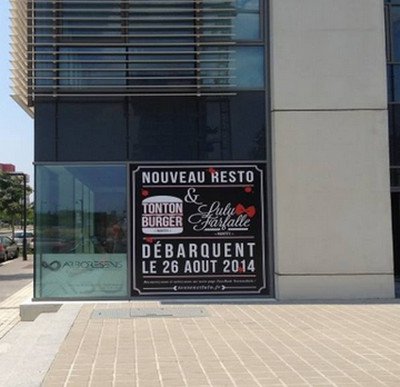 NOUVEAU RESTO
&
TONTON
BURGER
Lulu
Farfalle
DÉBARQUENT
LE 26 AOUT 2014